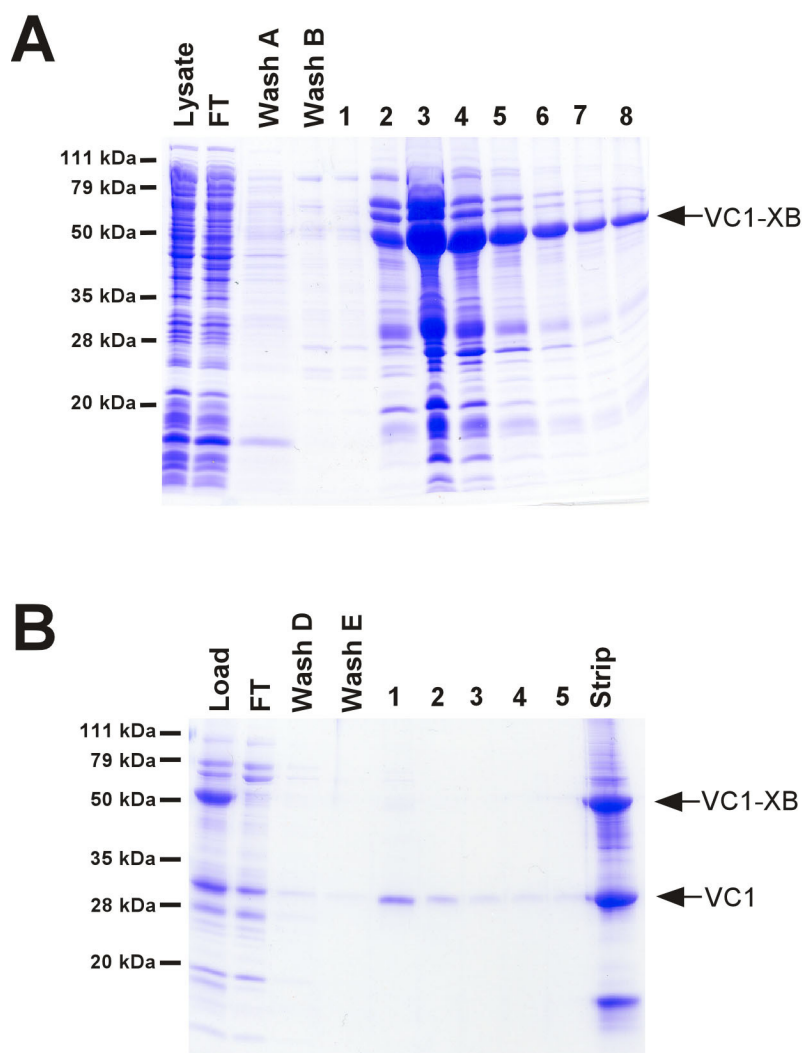 A
Lysate
FT
Wash A
Wash B
1 2 3 4 5 6 7 8
111 kDa
79 kDa
50 kDa
35 kDa
28 kDa
20 kDa
VC1-XB
B
Load
FT
Wash D
Wash E
1 2 3 4 5
Strip
111 kDa
79 kDa
50 kDa
35 kDa
28 kDa
20 kDa
VC1-XB
VC1